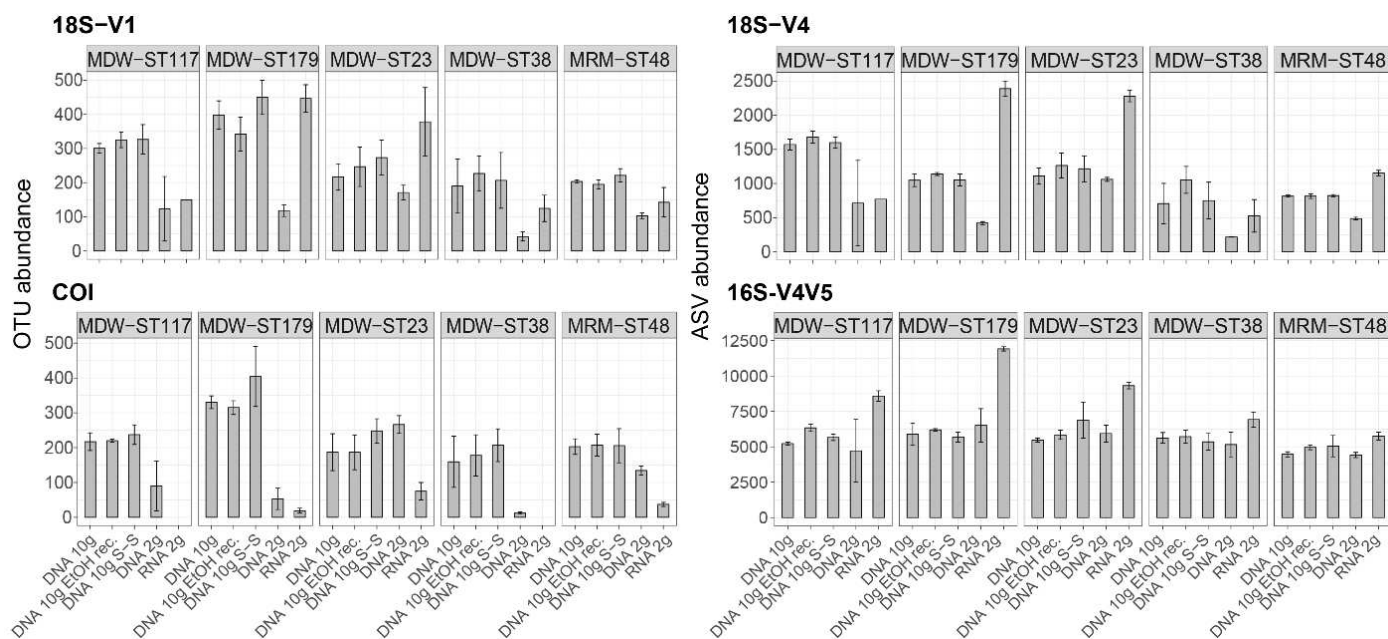 18S−V1
MDW−ST117 MDW−ST179 MDW−ST23 MDW−ST38 MRM−ST48
500
400
300
200
100
0
OTU abundance
COI
MDW−ST117 MDW−ST179 MDW−ST23 MDW−ST38 MRM−ST48
500
400
300
200
100
0
DNA 10g
DNA 10g EtOH rec.
DNA 10g S−S
DNA 2g
RNA 2g
DNA 10g
DNA 10g EtOH rec.
DNA 10g S−S
DNA 2g
RNA 2g
DNA 10g
DNA 10g EtOH rec.
DNA 10g S−S
DNA 2g
RNA 2g
DNA 10g
DNA 10g EtOH rec.
DNA 10g S−S
DNA 2g
RNA 2g
DNA 10g
DNA 10g EtOH rec.
DNA 10g S−S
DNA 2g
RNA 2g
18S−V4
MDW−ST117 MDW−ST179 MDW−ST23 MDW−ST38 MRM−ST48
2500
2000
1500
1000
500
0
ASV abundance
16S-V4V5
MDW−ST117 MDW−ST179 MDW−ST23 MDW−ST38 MRM−ST48
12500
10000
7500
5000
2500
0
DNA 10g
DNA 10g EtOH rec.
DNA 10g S−S
DNA 2g
RNA 2g
DNA 10g
DNA 10g EtOH rec.
DNA 10g S−S
DNA 2g
RNA 2g
DNA 10g
DNA 10g EtOH rec.
DNA 10g S−S
DNA 2g
RNA 2g
DNA 10g
DNA 10g EtOH rec.
DNA 10g S−S
DNA 2g
RNA 2g
DNA 10g
DNA 10g EtOH rec.
DNA 10g S−S
DNA 2g
RNA 2g